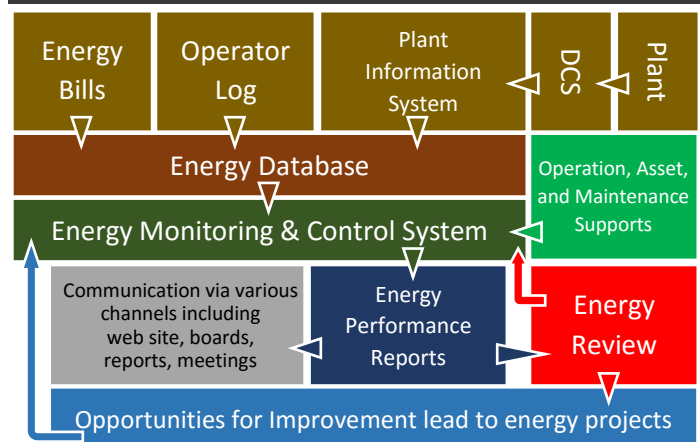 Energy
Bills
Operator
Log
Plant
Information
System
DCS
Plant
Energy Database
Operation, Asset,
and Maintenance
Supports
Energy Monitoring & Control System
Communication via various
channels including
web site, boards,
reports, meetings
Energy
Performance
Reports
Energy
Review
Opportunities for Improvement lead to energy projects